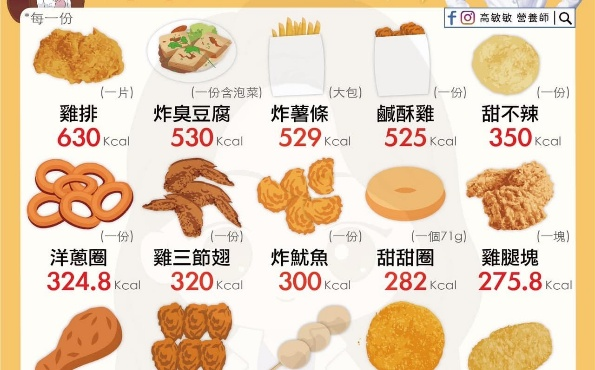 *每一份
高敏敏 營養師
(一片) (一份含泡菜) (大包) (一份) (一份)
雞排 炸臭豆腐 炸薯條 鹹酥雞 甜不辣
630 Kcal 530 Kcal 529 Kcal 525 Kcal 350 Kcal
(一份) (一份) (一份) (一個71g) (一塊)
洋蔥圈 雞三節翅 炸魷魚 甜甜圈 雞腿塊
324.8 Kcal 320 Kcal 300 Kcal 282 Kcal 275.8 Kcal